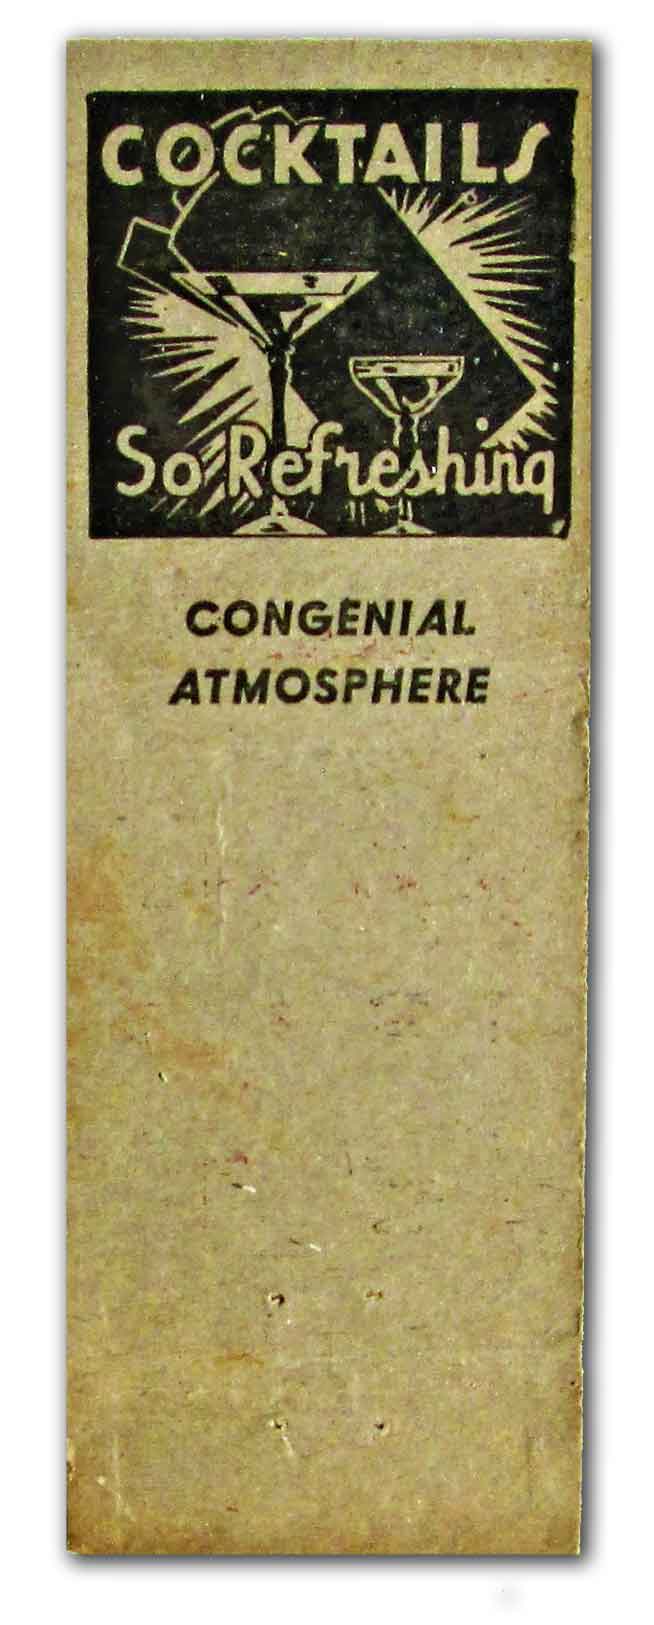 COCKTAILS
So Refreshing
CONGENIAL
ATMOSPHERE